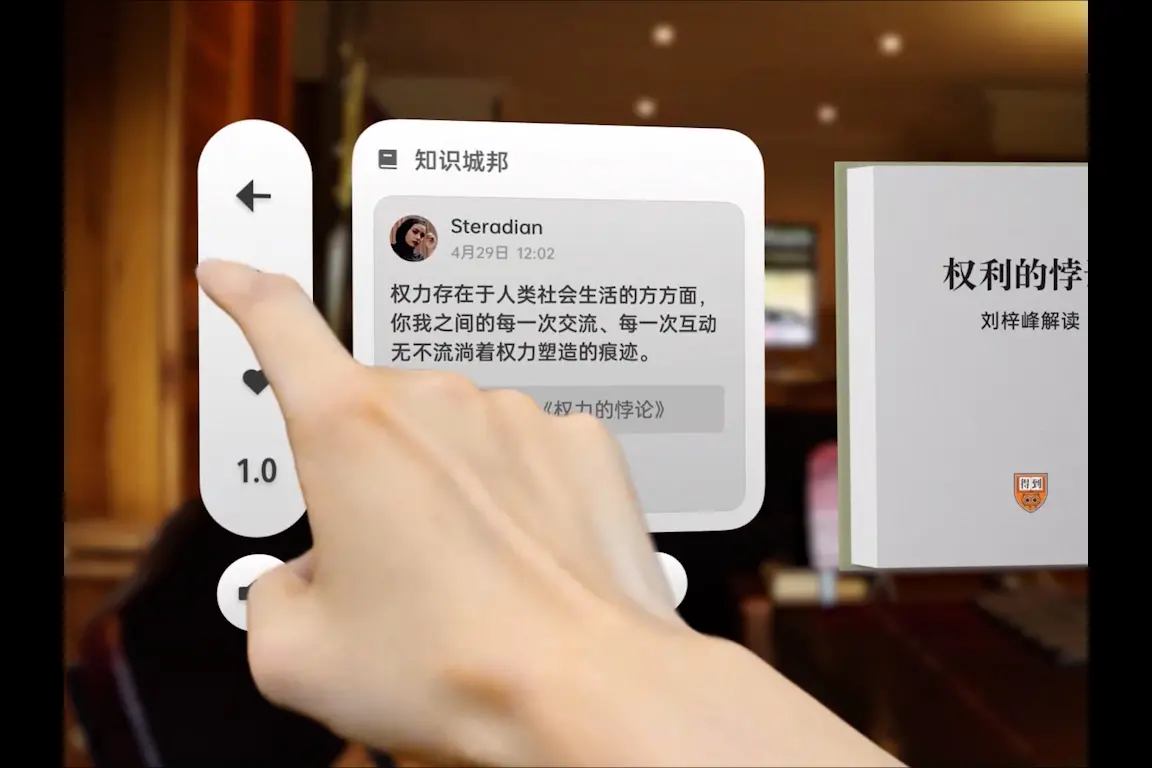 知识城邦
Steradian
4月29日 12:02
权力存在于人类社会生活的方方面，
你我之间的每一次交流、每一次互动
无不流淌着权力塑造的痕迹。
《权力的悖论》
1.0
权利的悖
刘梓峰解读
得到